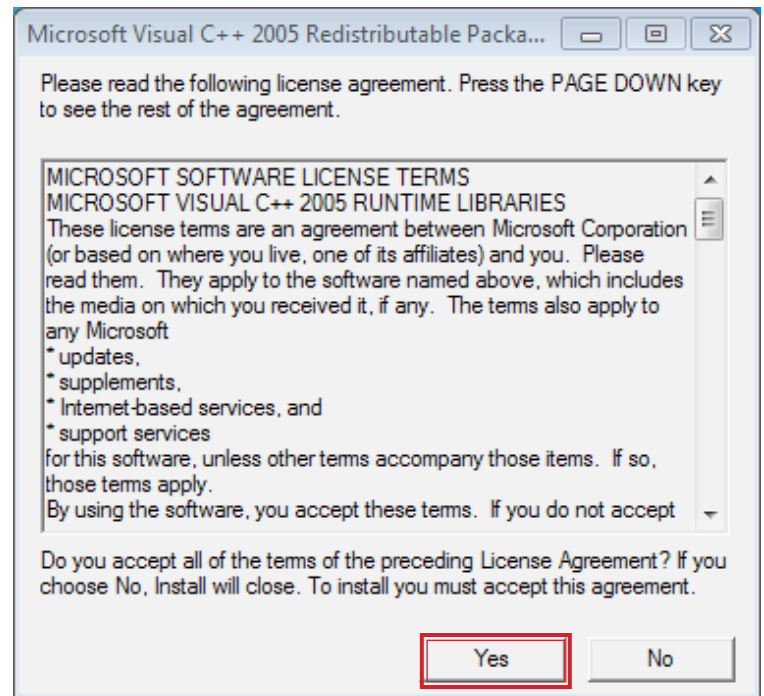 Microsoft Visual C++ 2005 Redistributable Packa...
Please read the following license agreement. Press the PAGE DOWN key
to see the rest of the agreement.
MICROSOFT SOFTWARE LICENSE TERMS
MICROSOFT VISUAL C++ 2005 RUNTIME LIBRARIES
These license terms are an agreement between Microsoft Corporation
(or based on where you live, one of its affiliates) and you.  Please
read them.  They apply to the software named above, which includes
the media on which you received it, if any.  The terms also apply to
any Microsoft
* updates,
* supplements,
* Internet-based services, and
* support services
for this software, unless other terms accompany those items.  If so,
those terms apply.
By using the software, you accept these terms.  If you do not accept
Do you accept all of the terms of the preceding License Agreement? If you
choose No, Install will close. To install you must accept this agreement.
Yes No